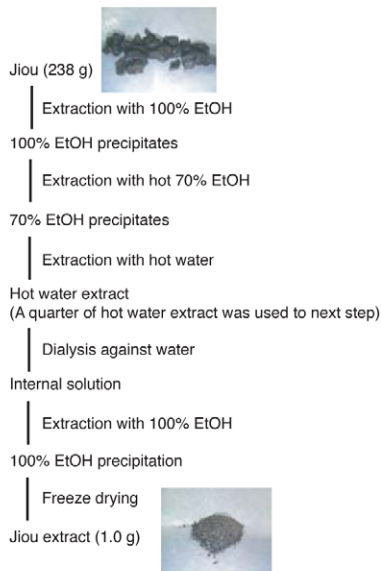 Jiou (238 g)
Extraction with 100% EtOH
100% EtOH precipitates
Extraction with hot 70% EtOH
70% EtOH precipitates
Extraction with hot water
Hot water extract
(A quarter of hot water extract was used to next step)
Dialysis against water
Internal solution
Extraction with 100% EtOH
100% EtOH precipitation
Freeze drying
Jiou extract (1.0 g)